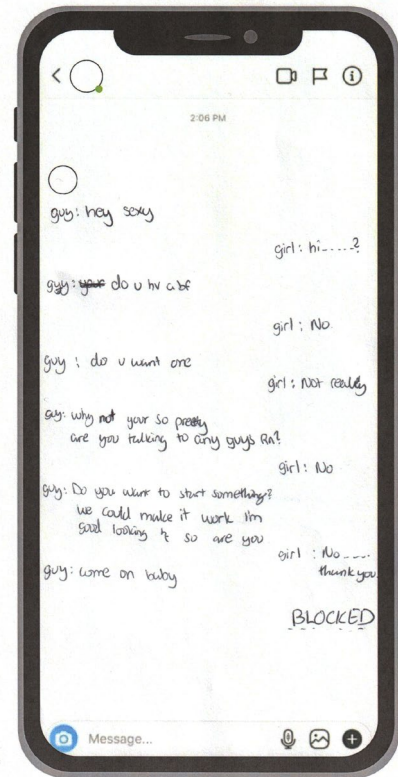 2:06 PM
guy: hey sexy
girl: hi.....?
guy: your do u hv a bf
girl: No.
guy: do u want one
girl: Not really
guy: why not your so pretty
are you talking to any guys Rn?
girl: No
guy: Do you want to start something?
we could make it work I'm
good looking & so are you
girl: No....
thank you
guy: come on baby
BLOCKED
Message...